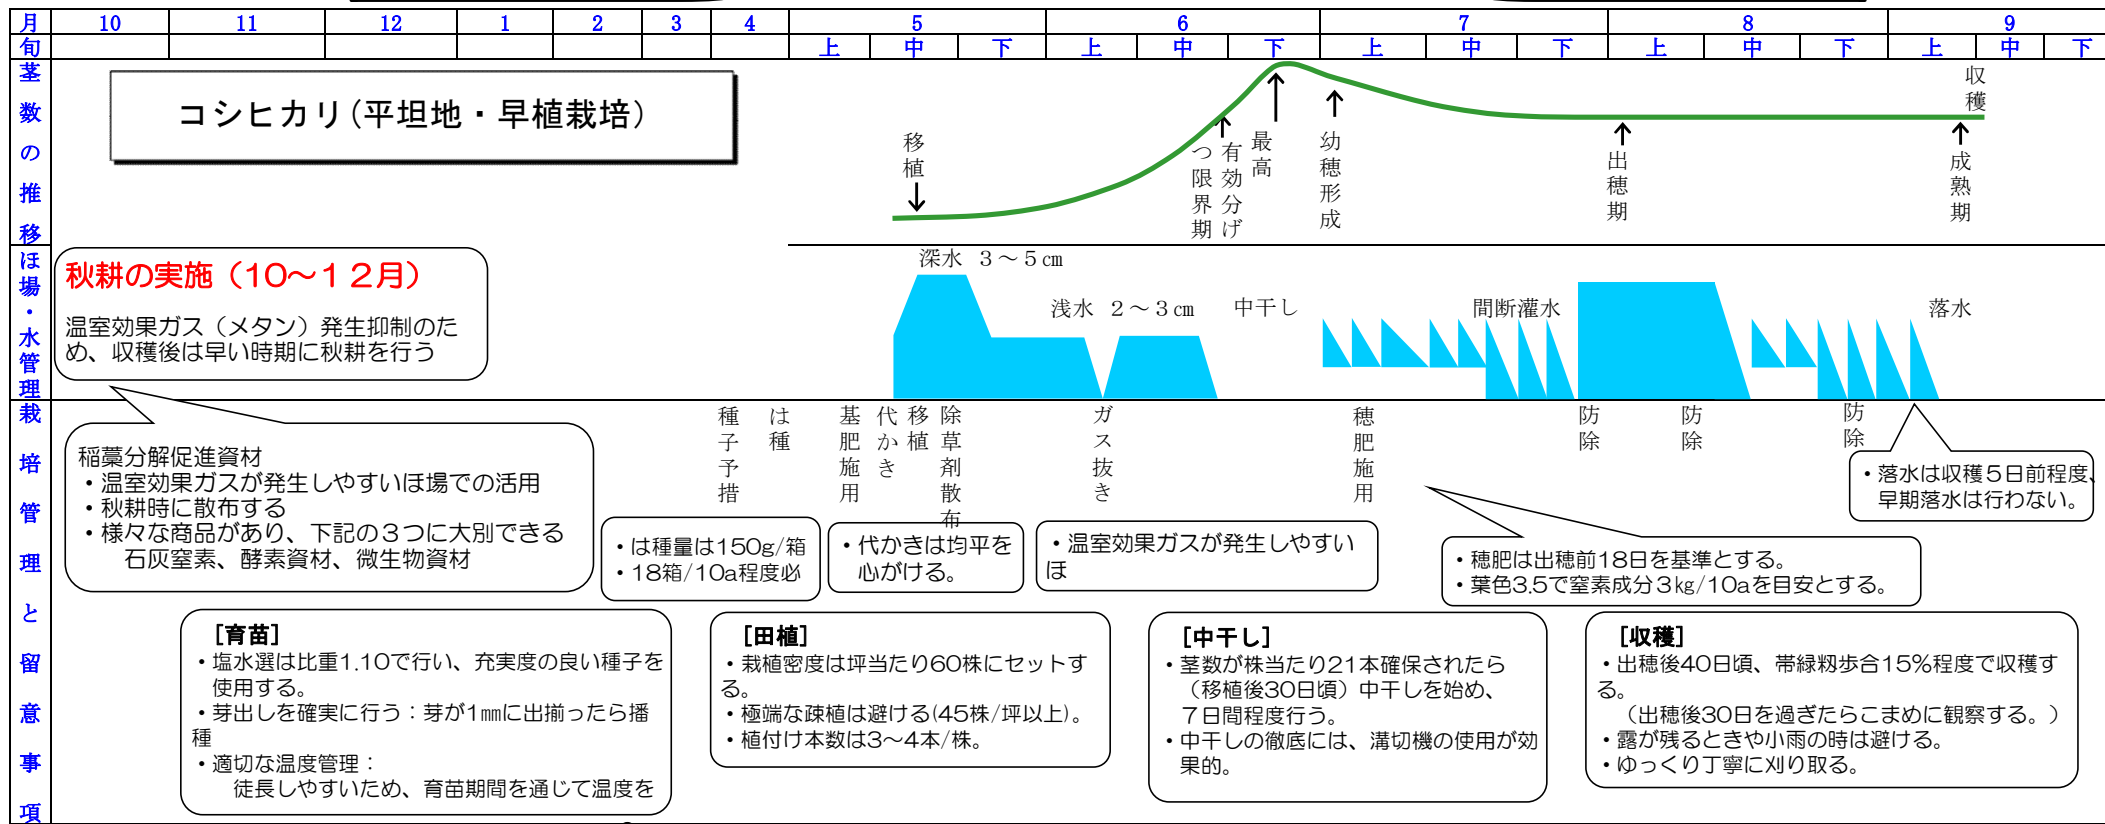 月 10 11 12 1 2 3 4 5 6 7 8 9
旬 上 中 下 上 中 下 上 中 下 上 中 下 上 中 下
茎数の推移
コシヒカリ(平坦地・早植栽培)
移植
有効分げ
つ限界期
最高
幼穂形成
出穂期
収穫
成熟期
ほ場・水管理
秋耕の実施（10～12月）
温室効果ガス（メタン）発生抑制のた
め、収穫後は早い時期に秋耕を行う
深水 3～5㎝
浅水 2～3㎝
中干し
間断灌水
落水
栽培管理と留意事項
種子予措
は種
基肥施用
代かき
移植
除草剤散布
ガス抜き
穂肥施用
防除
防除
防除
稲藁分解促進資材
・温室効果ガスが発生しやすいほ場での活用
・秋耕時に散布する
・様々な商品があり、下記の３つに大別できる
石灰窒素、酵素資材、微生物資材
・は種量は150g/箱
・18箱/10a程度必
・代かきは均平を
心がける。
・温室効果ガスが発生しやすい
ほ
・穂肥は出穂前18日を基準とする。
・葉色3.5で窒素成分３㎏/10aを目安とする。
・落水は収穫５日前程度、
早期落水は行わない。
［育苗］
・塩水選は比重1.10で行い、充実度の良い種子を
使用する。
・芽出しを確実に行う：芽が1㎜に出揃ったら播
種
・適切な温度管理：
徒長しやすいため、育苗期間を通じて温度を
［田植］
・栽植密度は坪当たり60株にセットす
る。
・極端な疎植は避ける(45株/坪以上)。
・植付け本数は3～4本/株。
［中干し］
・茎数が株当たり21本確保されたら
（移植後30日頃）中干しを始め、
７日間程度行う。
・中干しの徹底には、溝切機の使用が効
果的。
［収穫］
・出穂後40日頃、帯緑籾歩合15%程度で収穫す
る。
（出穂後30日を過ぎたらこまめに観察する。）
・露が残るときや小雨の時は避ける。
・ゆっくり丁寧に刈り取る。